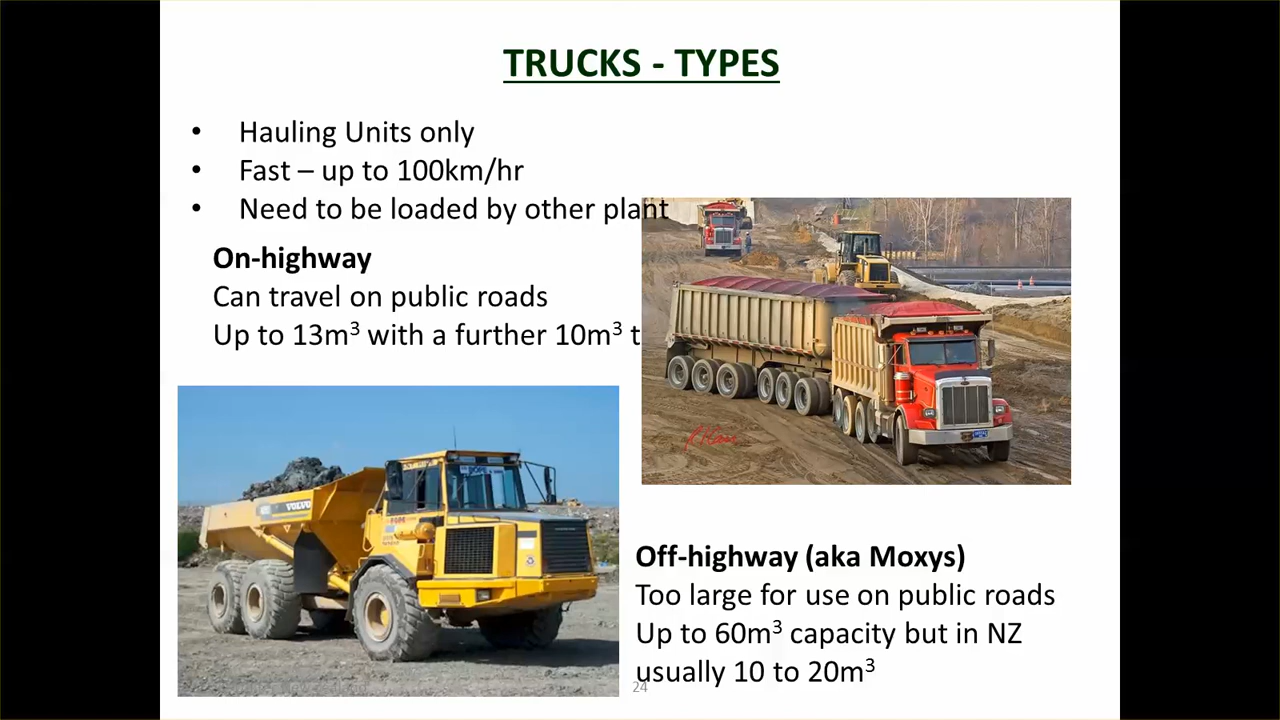 TRUCKS - TYPES
• Hauling Units only
• Fast – up to 100km/hr
• Need to be loaded by other plant
On-highway
Can travel on public roads
Up to 13m³ with a further 10m³ t
VOLVO
Off-highway (aka Moxys)
Too large for use on public roads
Up to 60m³ capacity but in NZ
usually 10 to 20m³
24